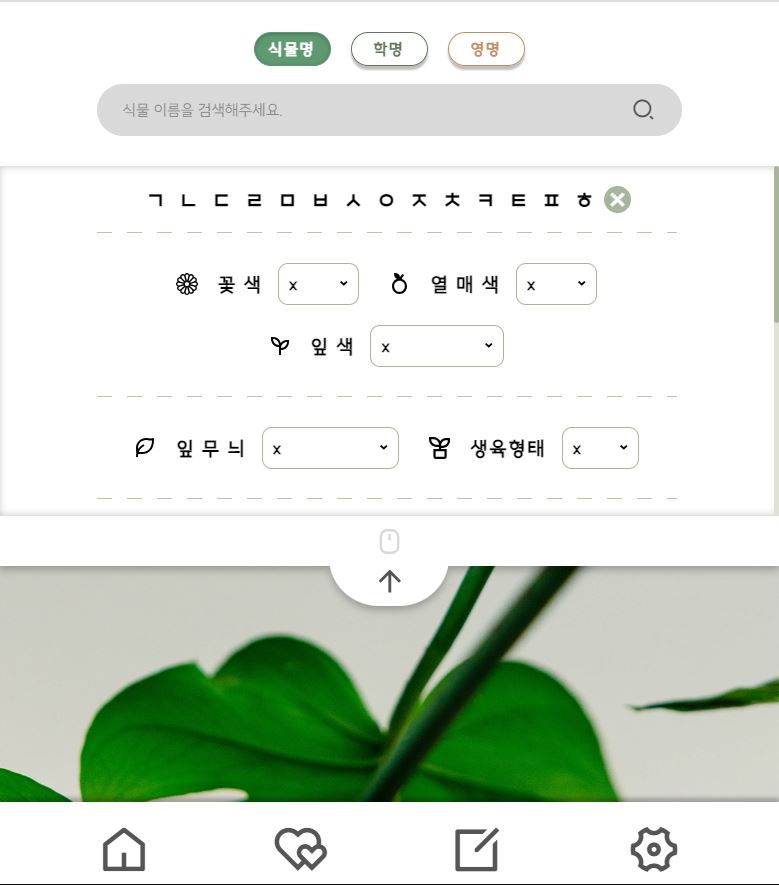 식물명 학명 영명
식물 이름을 검색해주세요.
ㄱ ㄴ ㄷ ㄹ ㅁ ㅂ ㅅ ㅇ ㅈ ㅊ ㅋ ㅌ ㅍ ㅎ
꽃 색 x 열 매 색 x
잎 색 x
잎 무 늬 x 생육형태 x